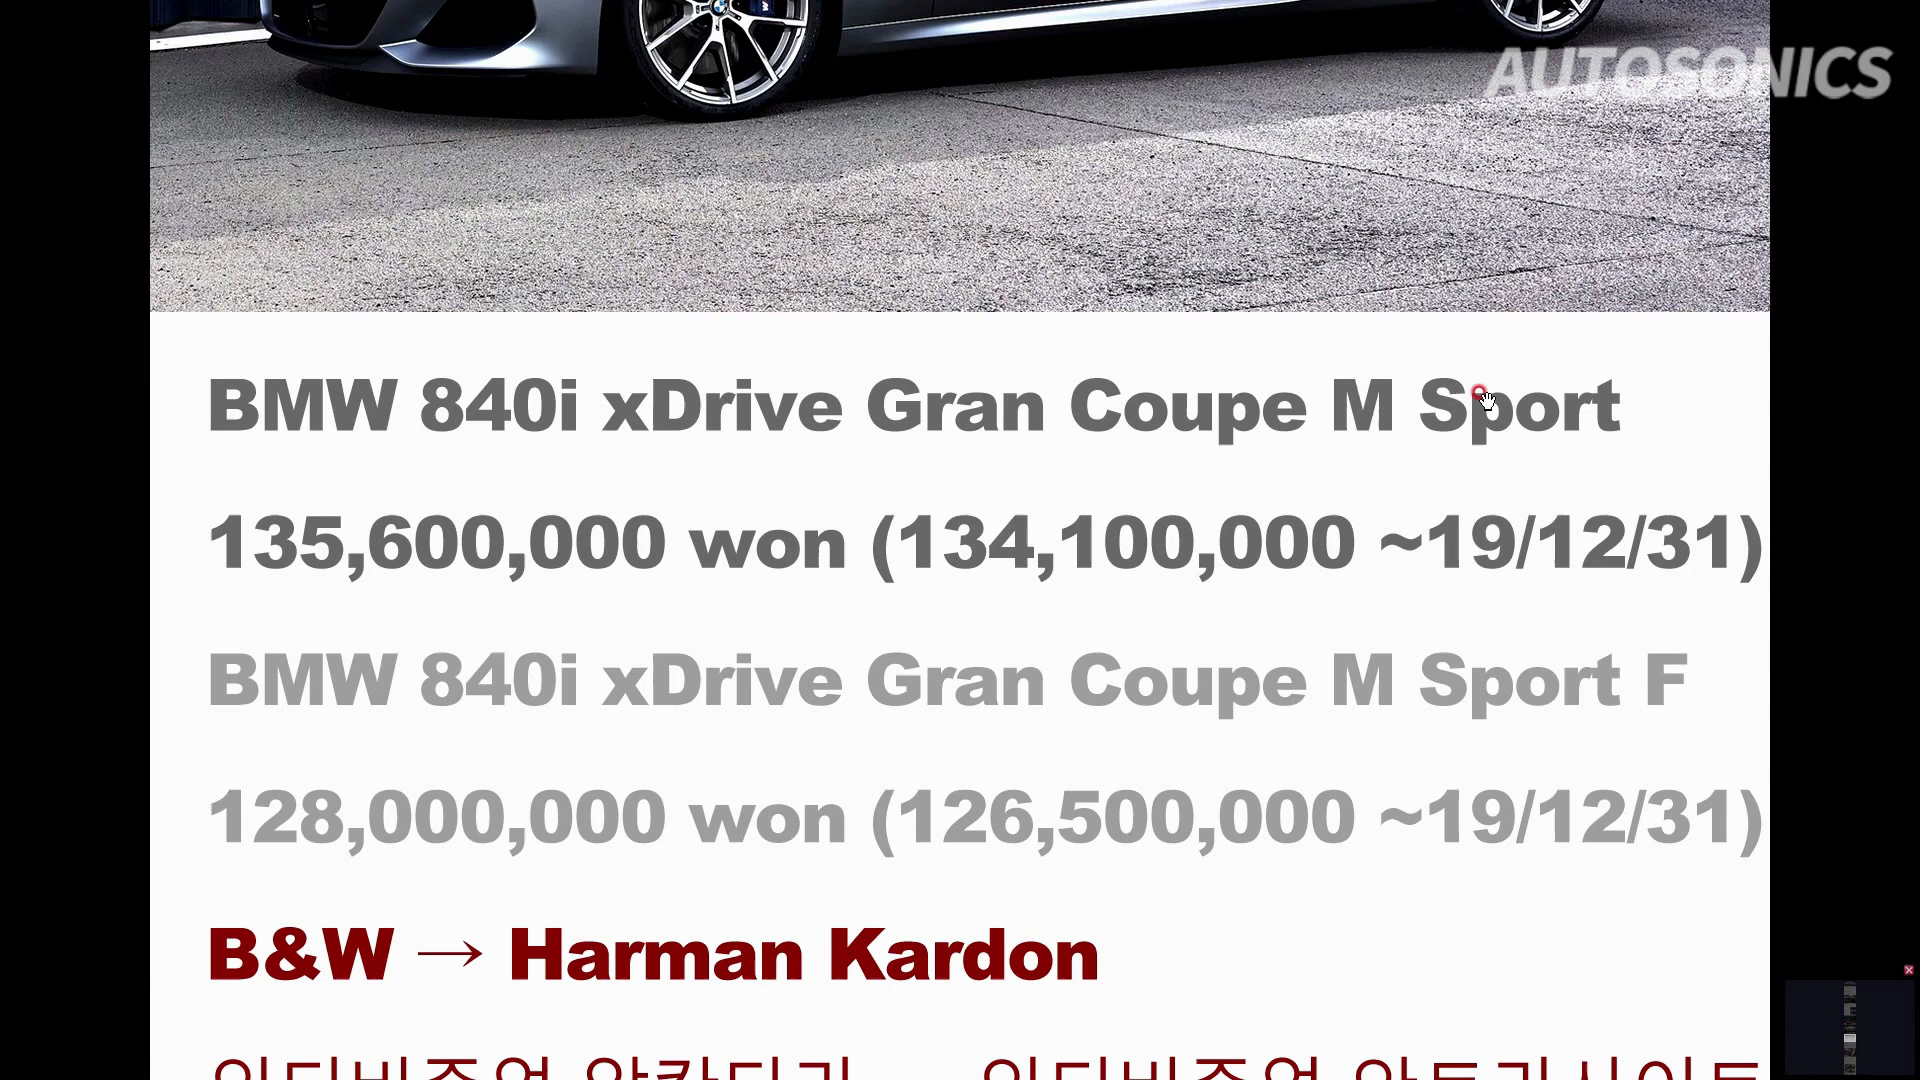 AUTOSONICS
BMW 840i xDrive Gran Coupe M Sport
135,600,000 won (134,100,000 ~19/12/31)
BMW 840i xDrive Gran Coupe M Sport F
128,000,000 won (126,500,000 ~19/12/31)
B&W → Harman Kardon